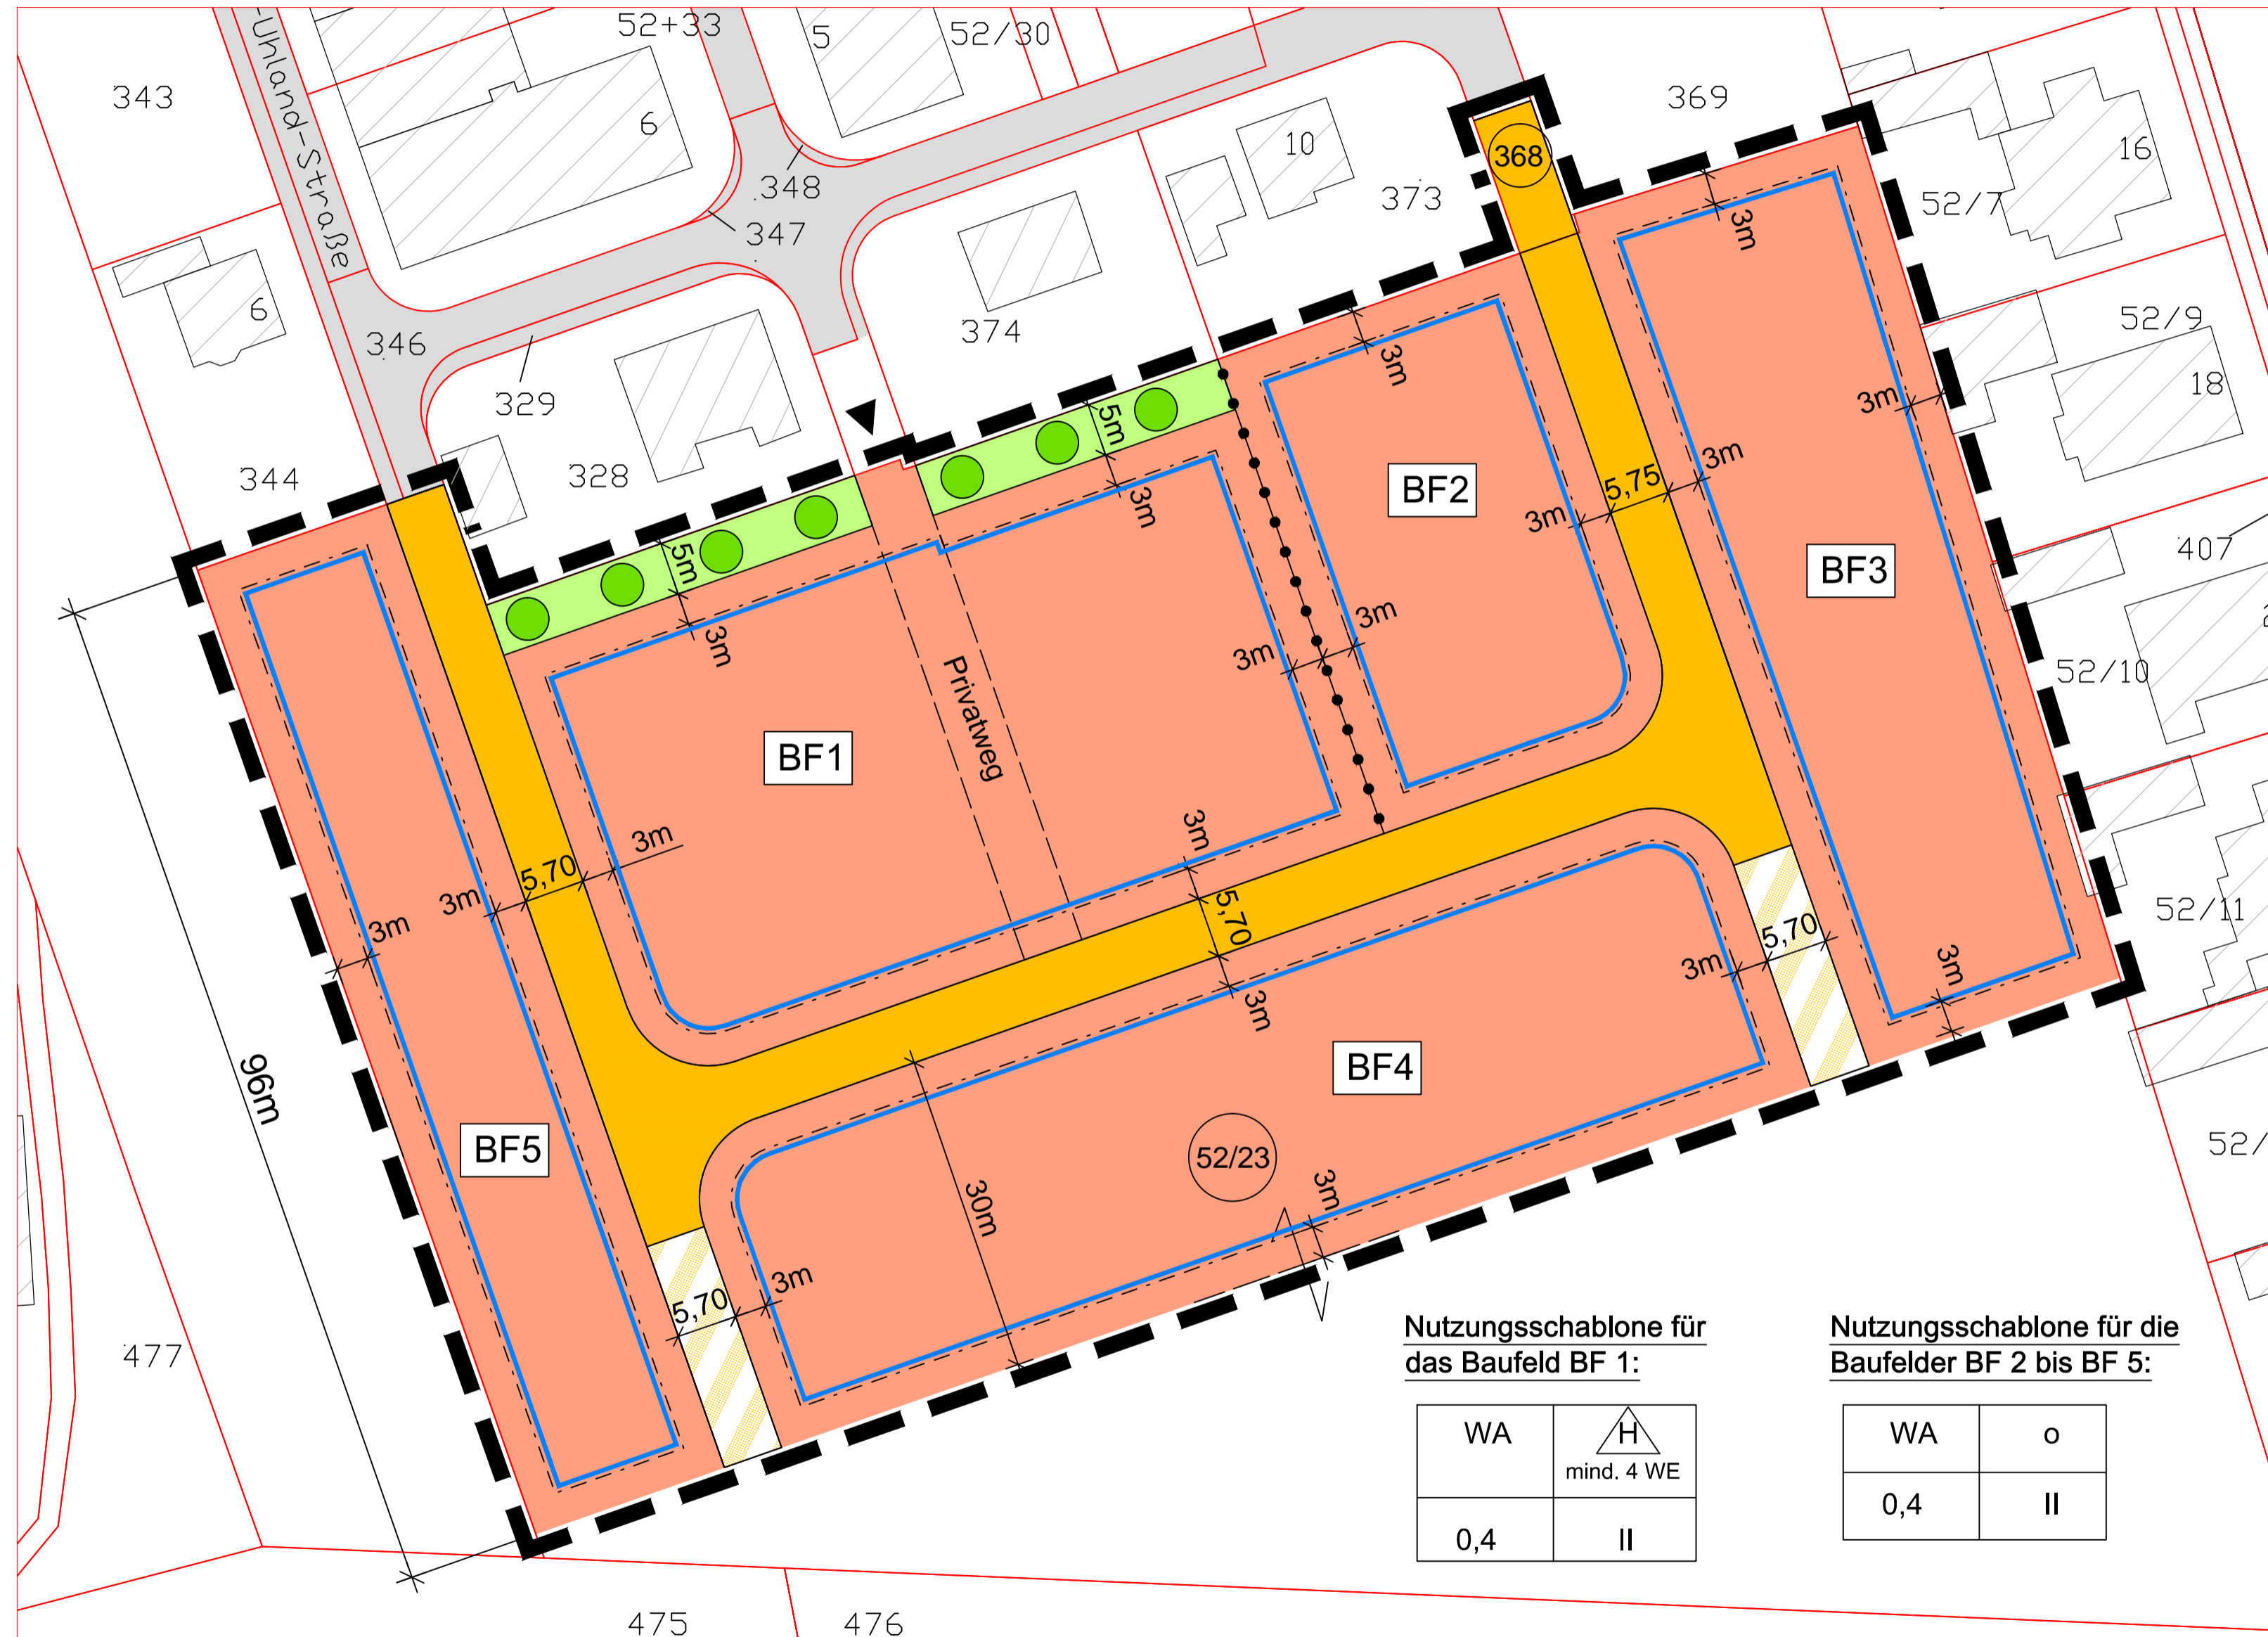 -Uhland-Straße
52+33
5
52/30
343
6
348
347
10
373
368
369
16
52/7
6
346
329
374
52/9
18
344
328
5m
3m
5m
3m
3m
3m
3m
BF2
3m
5,75
3m
BF3
407
52/10
3m
3m
Privatweg
BF1
3m
5,70
3m
3m
3m
5,70
3m
3m
5,70
3m
52/11
52/
96m
BF5
BF4
52/23
30m
3m
3m
5,70
477
475
476
Nutzungsschablone für
das Baufeld BF 1:
WA
H
mind. 4 WE
0,4
II
Nutzungsschablone für die
Baufelder BF 2 bis BF 5:
WA
o
0,4
II